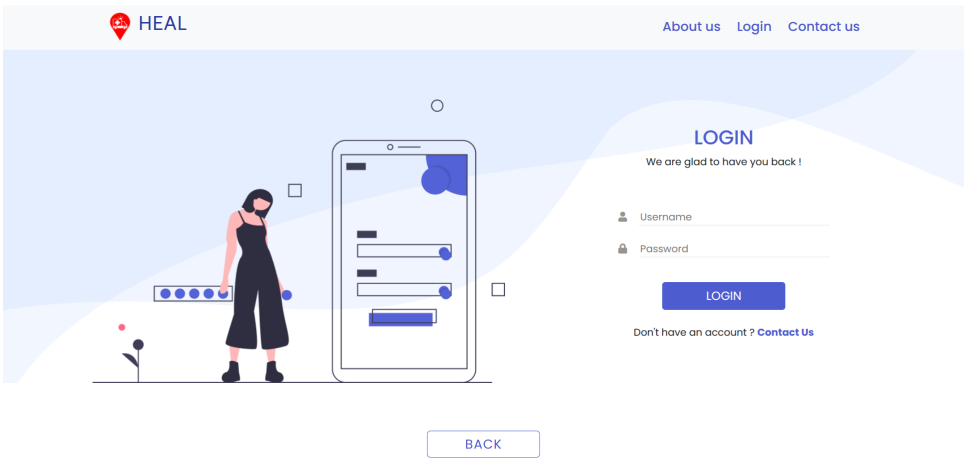 HEAL
About us Login Contact us
LOGIN
We are glad to have you back !
Username
Password
LOGIN
Don't have an account ? Contact Us
BACK